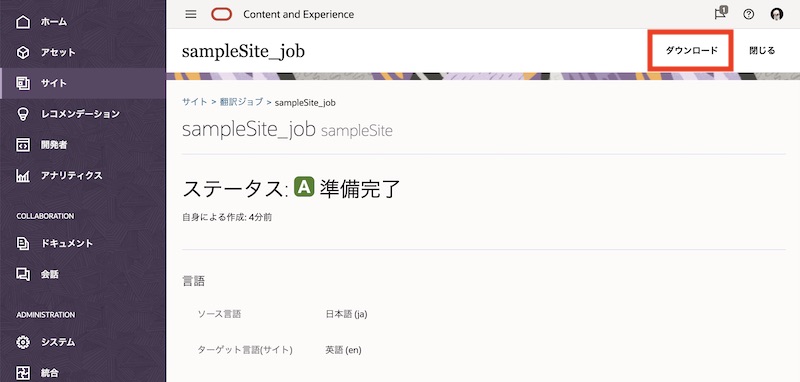 ホーム
アセット
サイト
レコメンデーション
開発者
アナリティクス
COLLABORATION
ドキュメント
会話
ADMINISTRATION
システム
統合
Content and Experience
1
sampleSite_job
ダウンロード
閉じる
サイト > 翻訳ジョブ > sampleSite_job
sampleSite_job sampleSite
ステータス: A 準備完了
自身による作成: 4分前
言語
ソース言語 日本語 (ja)
ターゲット言語(サイト) 英語 (en)